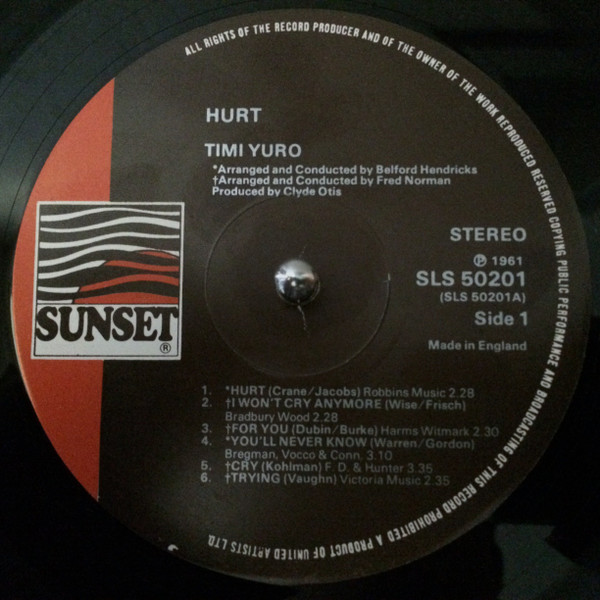 ALL RIGHTS OF THE RECORD PRODUCER AND OF THE OWNER OF THE WORK REPRODUCED RESERVED COPYING PUBLIC PERFORMANCE AND BROADCASTING OF THIS RECORD PROHIBITED A PRODUCT OF UNITED ARTISTS LTD.
HURT
TIMI YURO
*Arranged and Conducted by Belford Hendricks
†Arranged and Conducted by Fred Norman
Produced by Clyde Otis
STEREO
℗ 1961
SLS 50201
(SLS 50201A)
Side 1
Made in England
SUNSET®
1. *HURT (Crane/Jacobs) Robbins Music 2.28
2. †I WON'T CRY ANYMORE (Wise/Frisch)
Bradbury Wood 2.28
3. †FOR YOU (Dubin/Burke) Harms Witmark 2.30
4. *YOU'LL NEVER KNOW (Warren/Gordon)
Bregman, Vocco & Conn. 3.10
5. †CRY (Kohlman) F. D. & Hunter 3.35
6. †TRYING (Vaughn) Victoria Music 2.35